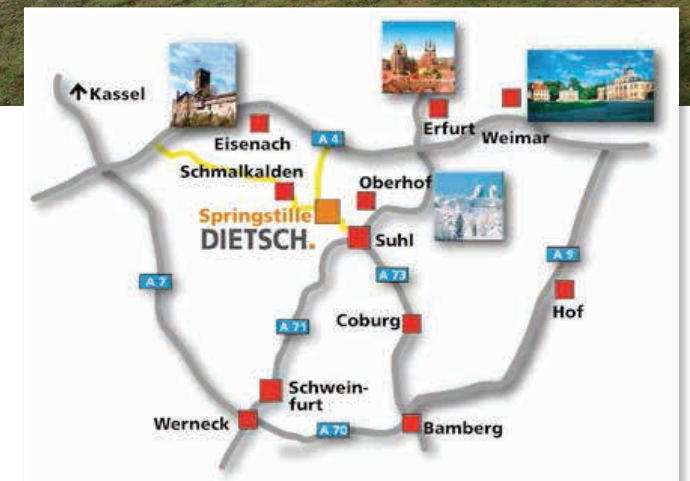 Kassel
Erfurt
Weimar
Eisenach
A 4
Schmalkalden
Oberhof
Springstille
DIETSCH.
Suhl
A 7
A 73
A 9
A 71
Coburg
Hof
Schwein-
furt
Werneck
A 70
Bamberg